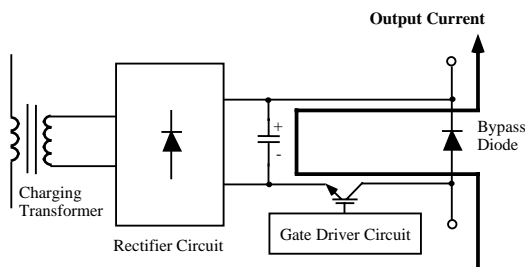 Output Current
+
-
Bypass
Diode
Charging
Transformer
Rectifier Circuit
Gate Driver Circuit